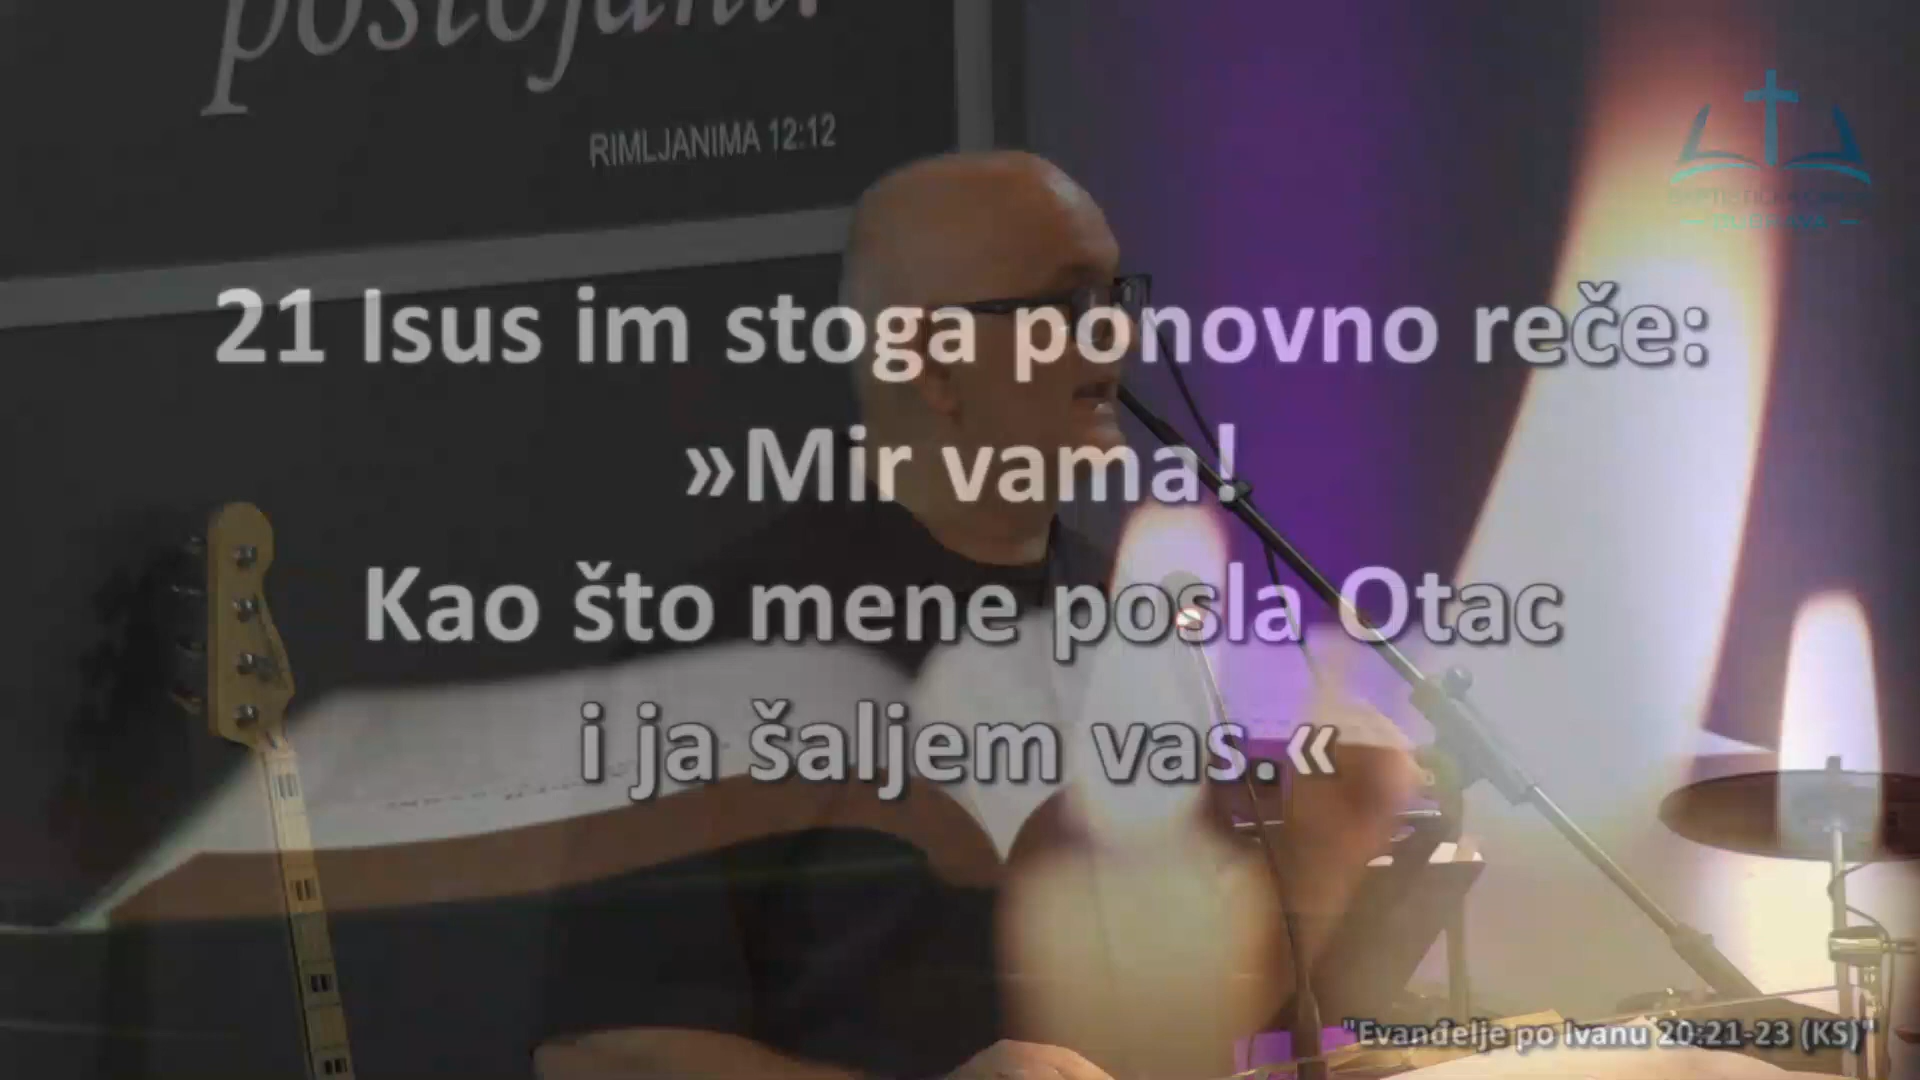 postojani.
RIMLJANIMA 12:12
21 Isus im stoga ponovno reče:
»Mir vama!
Kao što mene posla Otac
i ja šaljem vas.«
"Evanđelje po Ivanu 20:21-23 (KS)"